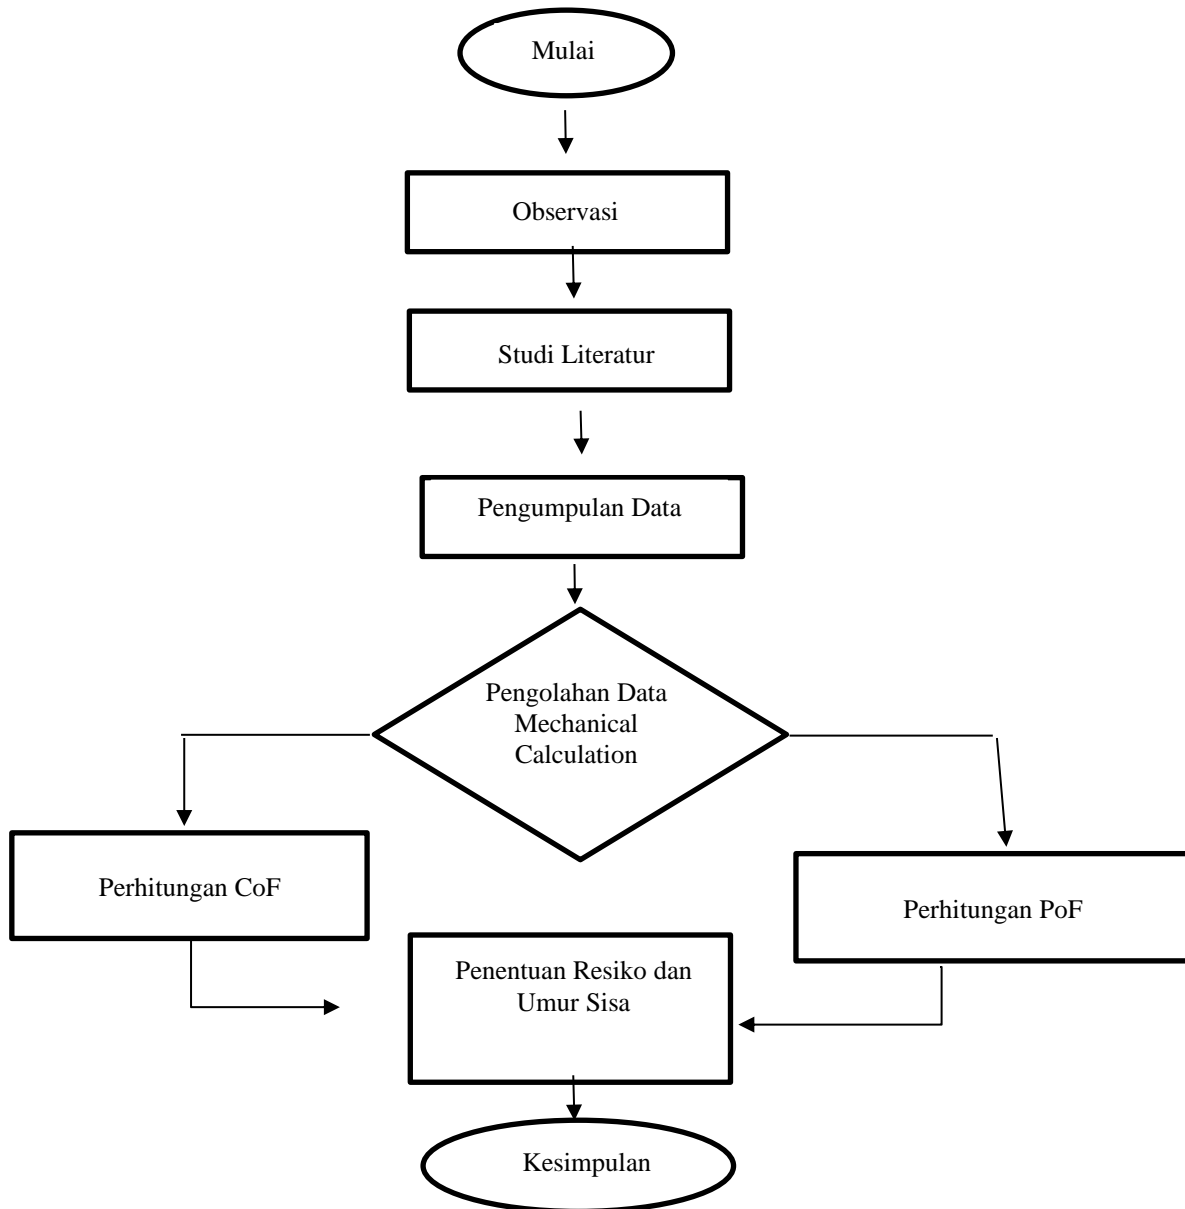 Mulai
Observasi
Studi Literatur
Pengumpulan Data
Pengolahan Data
Mechanical
Calculation
Perhitungan CoF
Perhitungan PoF
Penentuan Resiko dan
Umur Sisa
Kesimpulan